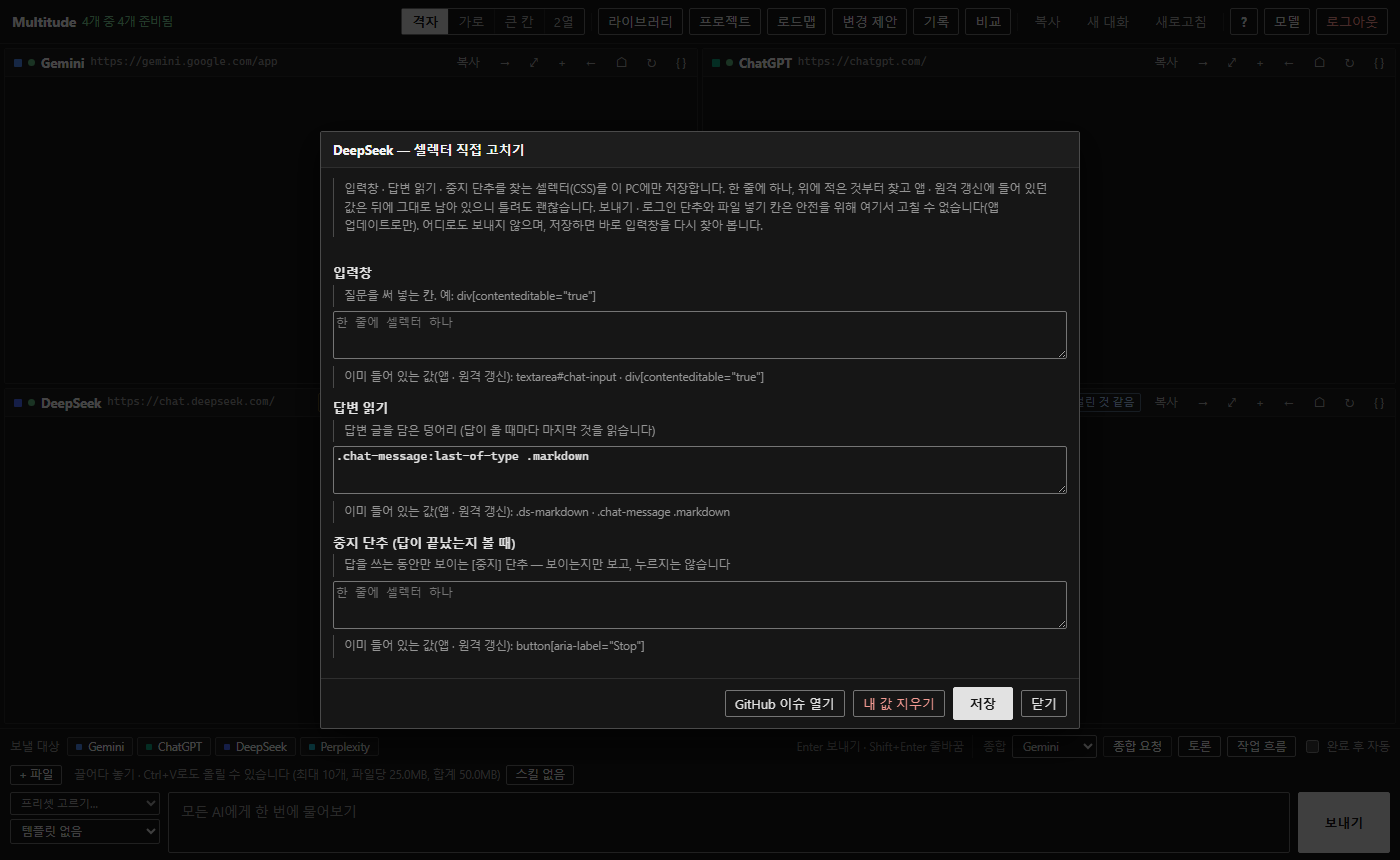 Multitude 4개 중 4개 준비됨 격자 가로 큰 칸 2열 라이브러리 프로젝트 로드맵 변경 제안 기록 비교 복사 새 대화 새로고침 ? 모델 로그아웃
Gemini https://gemini.google.com/app 복사 → ⤢ + ← ↻ { }
ChatGPT https://chatgpt.com/ 복사 → ⤢ + ← ↻ { }
DeepSeek — 셀렉터 직접 고치기
입력창 · 답변 읽기 · 중지 단추를 찾는 셀렉터(CSS)를 이 PC에만 저장합니다. 한 줄에 하나, 위에 적은 것부터 찾고 앱 · 원격 갱신에 들어 있던
값은 뒤에 그대로 남아 있으니 틀려도 괜찮습니다. 보내기 · 로그인 단추와 파일 넣기 칸은 안전을 위해 여기서 고칠 수 없습니다(앱
업데이트로만). 어디로도 보내지 않으며, 저장하면 바로 입력창을 다시 찾아 봅니다.
입력창
질문을 써 넣는 칸. 예: div[contenteditable="true"]
한 줄에 셀렉터 하나
이미 들어 있는 값(앱 · 원격 갱신): textarea#chat-input · div[contenteditable="true"]
DeepSeek https://chat.deepseek.com/
린 것 같음 복사 → ⤢ + ← ↻ { }
답변 읽기
답변 글을 담은 덩어리 (답이 올 때마다 마지막 것을 읽습니다)
.chat-message:last-of-type .markdown
이미 들어 있는 값(앱 · 원격 갱신): .ds-markdown · .chat-message .markdown
중지 단추 (답이 끝났는지 볼 때)
답을 쓰는 동안만 보이는 [중지] 단추 — 보이는지만 보고, 누르지는 않습니다
한 줄에 셀렉터 하나
이미 들어 있는 값(앱 · 원격 갱신): button[aria-label="Stop"]
GitHub 이슈 열기 내 값 지우기 저장 닫기
보낼 대상 Gemini ChatGPT DeepSeek Perplexity Enter 보내기 · Shift+Enter 줄바꿈 종합 Gemini 종합 요청 토론 작업 흐름 완료 후 자동
+ 파일 끌어다 놓기 · Ctrl+V로도 올릴 수 있습니다 (최대 10개, 파일당 25.0MB, 합계 50.0MB) 스킬 없음
프리셋 고르기... 모든 AI에게 한 번에 물어보기
템플릿 없음 보내기